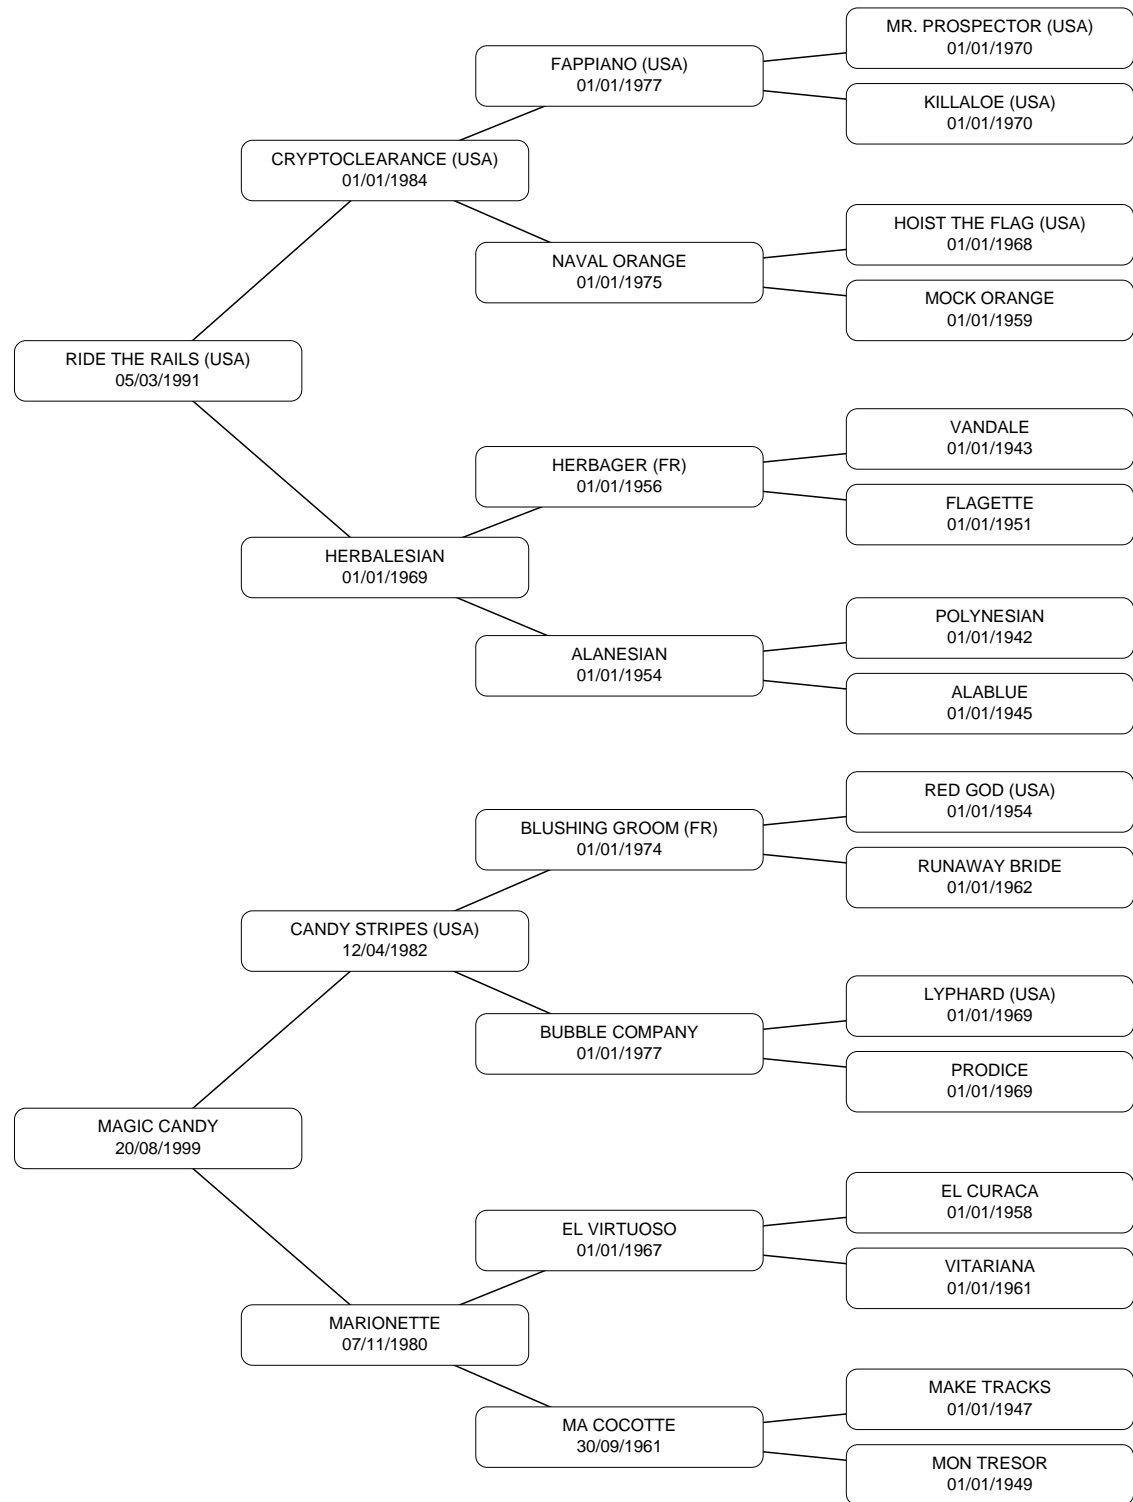 MR. PROSPECTOR (USA)
01/01/1970
FAPPIANO (USA)
01/01/1977
KILLALOE (USA)
01/01/1970
CRYPTOCLEARANCE (USA)
01/01/1984
HOIST THE FLAG (USA)
01/01/1968
NAVAL ORANGE
01/01/1975
MOCK ORANGE
01/01/1959
RIDE THE RAILS (USA)
05/03/1991
VANDALE
01/01/1943
HERBAGER (FR)
01/01/1956
FLAGETTE
01/01/1951
HERBALESIAN
01/01/1969
POLYNESIAN
01/01/1942
ALANESIAN
01/01/1954
ALABLUE
01/01/1945
RED GOD (USA)
01/01/1954
BLUSHING GROOM (FR)
01/01/1974
RUNAWAY BRIDE
01/01/1962
CANDY STRIPES (USA)
12/04/1982
LYPHARD (USA)
01/01/1969
BUBBLE COMPANY
01/01/1977
PRODICE
01/01/1969
MAGIC CANDY
20/08/1999
EL CURACA
01/01/1958
EL VIRTUOSO
01/01/1967
VITARIANA
01/01/1961
MARIONETTE
07/11/1980
MAKE TRACKS
01/01/1947
MA COCOTTE
30/09/1961
MON TRESOR
01/01/1949